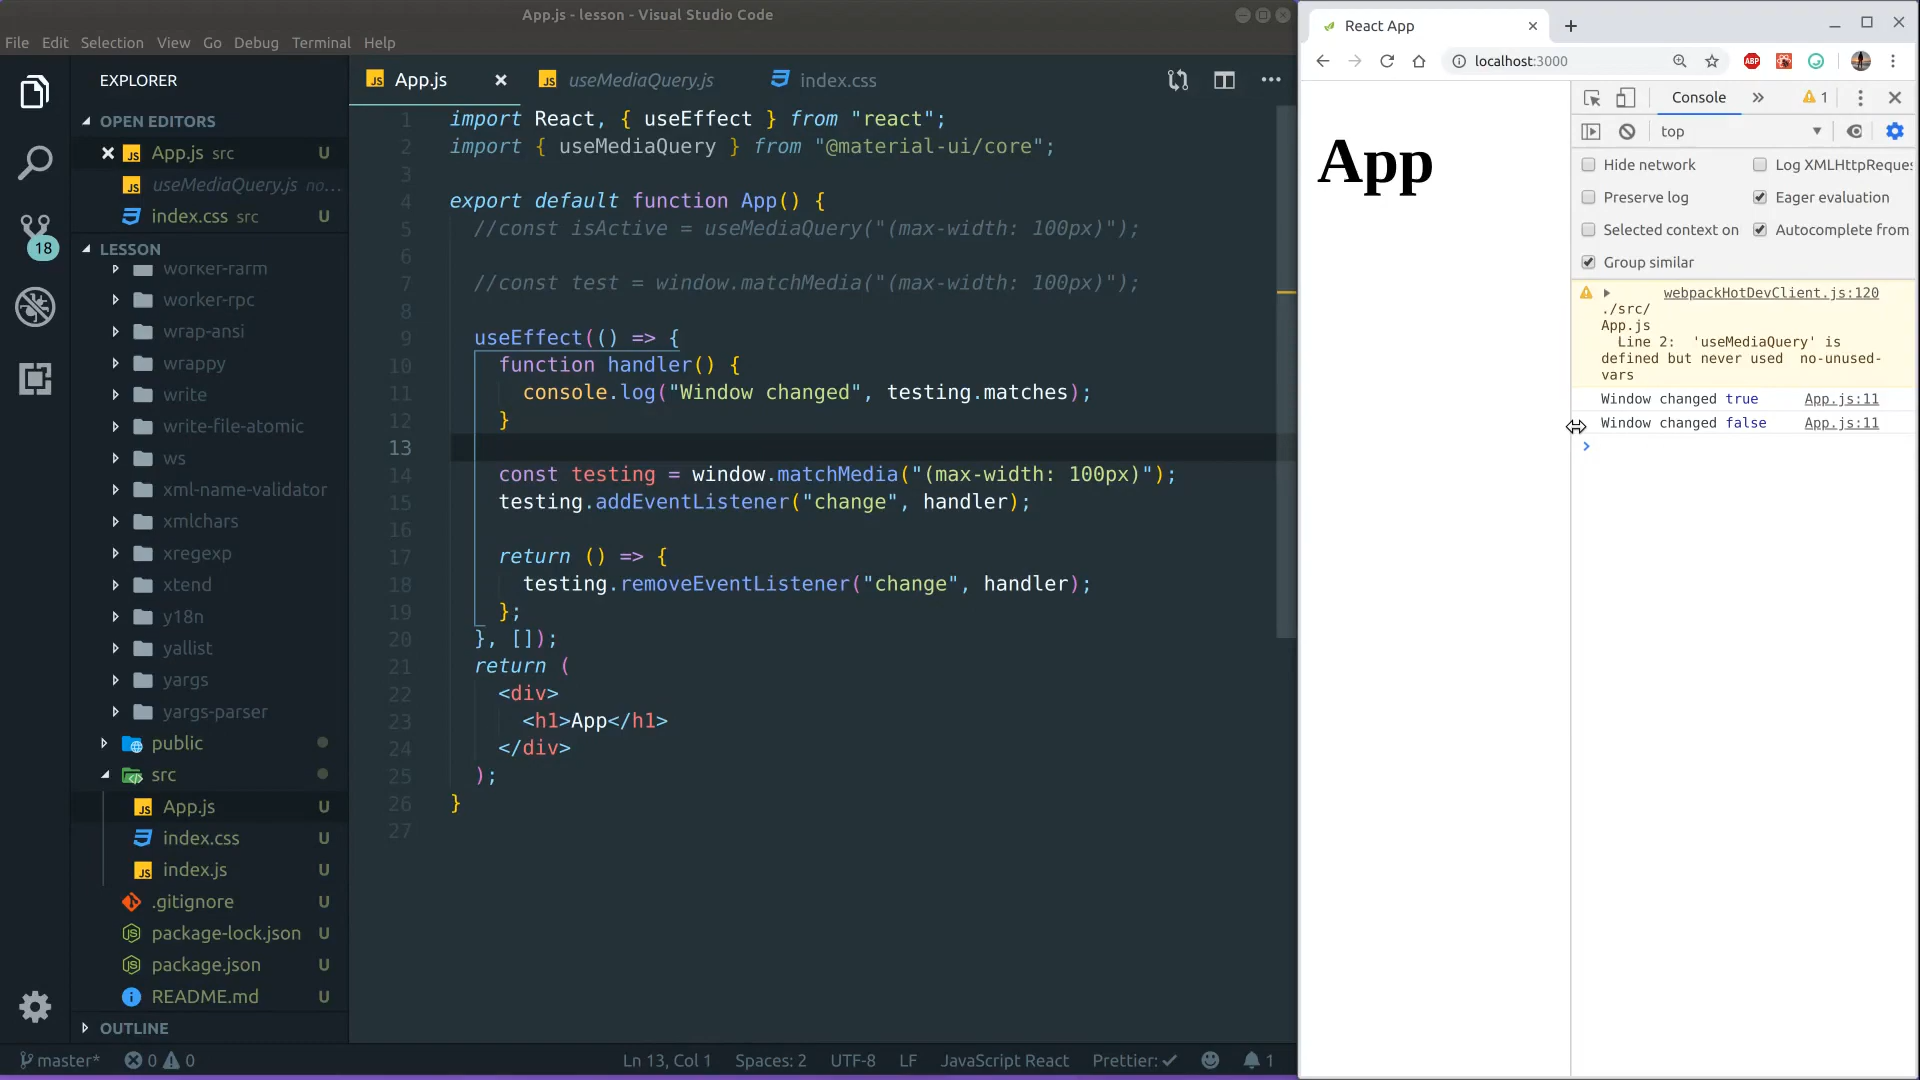 App.js - lesson - Visual Studio Code
File Edit Selection View Go Debug Terminal Help
EXPLORER
OPEN EDITORS
App.js src U
useMediaQuery.js no...
index.css src U
18
LESSON
worker-farm
worker-rpc
wrap-ansi
wrappy
write
write-file-atomic
ws
xml-name-validator
xmlchars
xregexp
xtend
y18n
yallist
yargs
yargs-parser
public
src
App.js U
index.css U
index.js U
.gitignore U
package-lock.json U
package.json U
README.md U
OUTLINE
App.js useMediaQuery.js index.css
1 import React, { useEffect } from "react";
2 import { useMediaQuery } from "@material-ui/core";
3
4 export default function App() {
5 //const isActive = useMediaQuery("(max-width: 100px)");
6
7 //const test = window.matchMedia("(max-width: 100px)");
8
9 useEffect(() => {
10 function handler() {
11 console.log("Window changed", testing.matches);
12 }
13
14 const testing = window.matchMedia("(max-width: 100px)");
15 testing.addEventListener("change", handler);
16
17 return () => {
18 testing.removeEventListener("change", handler);
19 };
20 }, []);
21 return (
22 <div>
23 <h1>App</h1>
24 </div>
25 );
26 }
27
master* 0 0 Ln 13, Col 1 Spaces: 2 UTF-8 LF JavaScript React Prettier: 1
React App
localhost:3000
ABP
App
Console » 1
top
Hide network Log XMLHttpReques
Preserve log Eager evaluation
Selected context on Autocomplete from
Group similar
webpackHotDevClient.js:120
./src/
App.js
Line 2: 'useMediaQuery' is
defined but never used no-unused-
vars
Window changed true App.js:11
Window changed false App.js:11